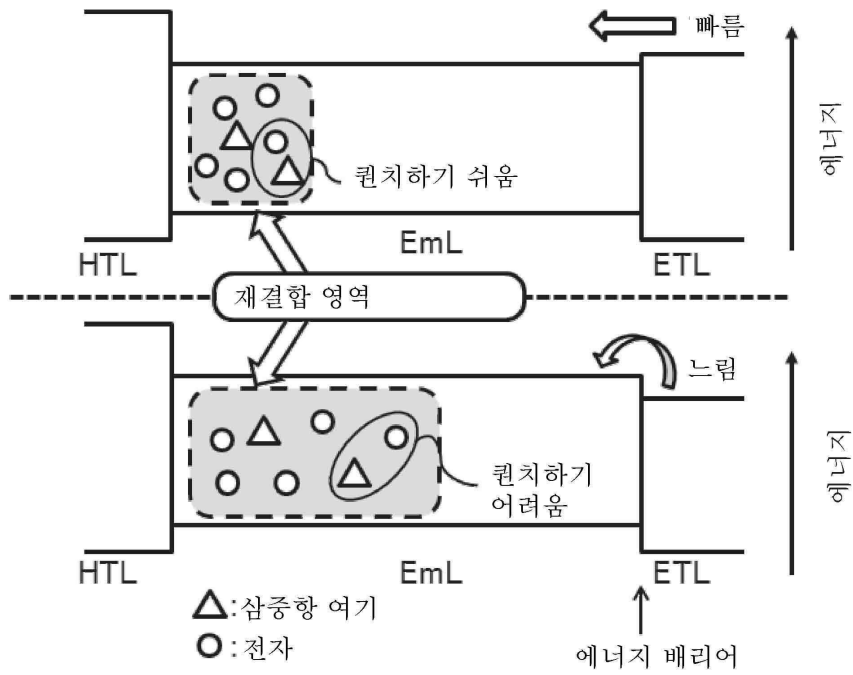 빠름
에너지
퀀치하기 쉬움
HTL
EmL
ETL
재결합 영역
느림
에너지
퀀치하기
어려움
HTL
EmL
ETL
:삼중항 여기
:전자
에너지 배리어